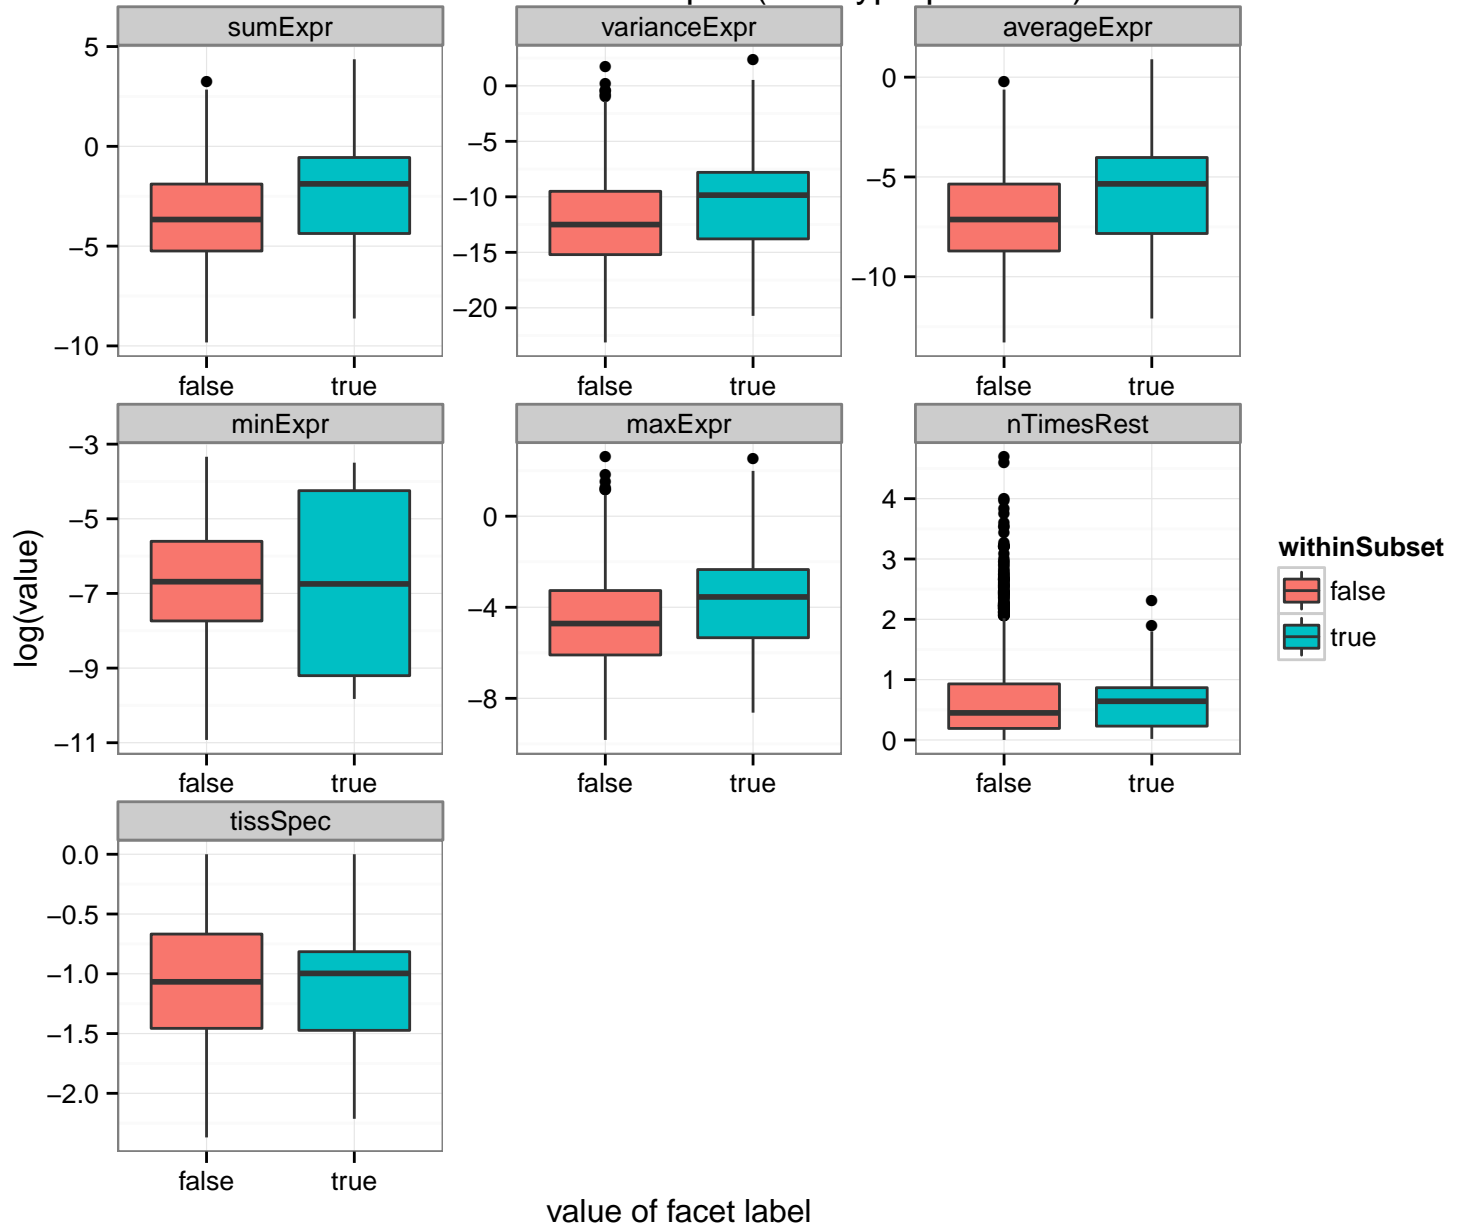 sumExpr varianceExpr averageExpr
5
0
−5
−10
0
−5
−10
−15
−20
0
−5
−10
false true false true false true
minExpr maxExpr nTimesRest
−3
−5
−7
−9
−11
0
−4
−8
4
3
2
1
0
false true false true false true
log(value)
withinSubset
false
true
tissSpec
0.0
−0.5
−1.0
−1.5
−2.0
false true
value of facet label